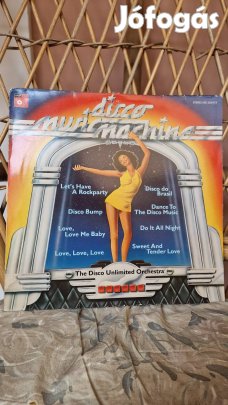 Jófogás
disco
music machine
Let's Have
A Rockparty
Disco do
Brasil
Disco Bump
Dance To
The Disco Music
Love,
Love Me Baby
Do It All Night
Love, Love, Love
Sweet And
Tender Love
The Disco Unlimited Orchestra